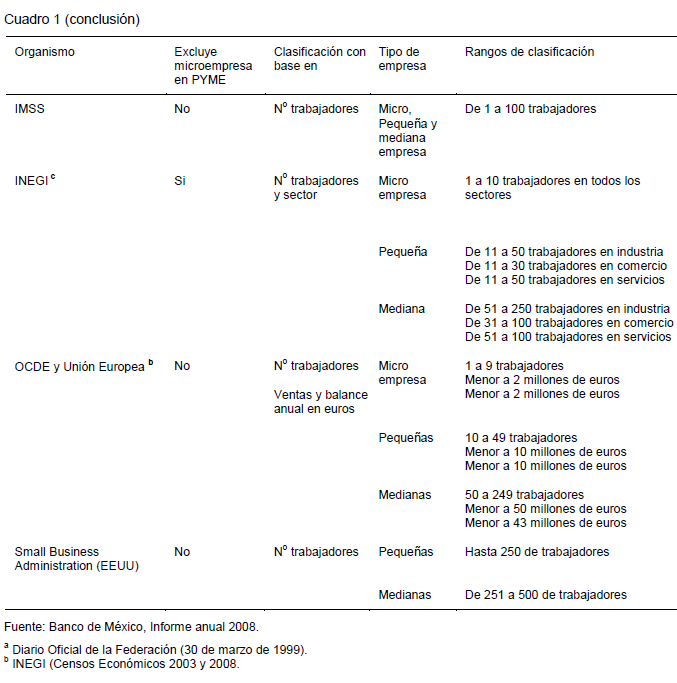 Cuadro 1 (conclusión)
Organismo Excluye microempresa en PYME Clasificación con base en Tipo de empresa Rangos de clasificación
IMSS No Nº trabajadores Micro, Pequeña y mediana empresa De 1 a 100 trabajadores
INEGI c Si Nº trabajadores y sector Micro empresa 1 a 10 trabajadores en todos los sectores
Pequeña De 11 a 50 trabajadores en industria
De 11 a 30 trabajadores en comercio
De 11 a 50 trabajadores en servicios
Mediana De 51 a 250 trabajadores en industria
De 31 a 100 trabajadores en comercio
De 51 a 100 trabajadores en servicios
OCDE y Unión Europea b No Nº trabajadores Micro empresa 1 a 9 trabajadores
Ventas y balance anual en euros Menor a 2 millones de euros
Menor a 2 millones de euros
Pequeñas 10 a 49 trabajadores
Menor a 10 millones de euros
Menor a 10 millones de euros
Medianas 50 a 249 trabajadores
Menor a 50 millones de euros
Menor a 43 millones de euros
Small Business Administration (EEUU) No Nº trabajadores Pequeñas Hasta 250 de trabajadores
Medianas De 251 a 500 de trabajadores
Fuente: Banco de México, Informe anual 2008.
a Diario Oficial de la Federación (30 de marzo de 1999).
b INEGI (Censos Económicos 2003 y 2008.